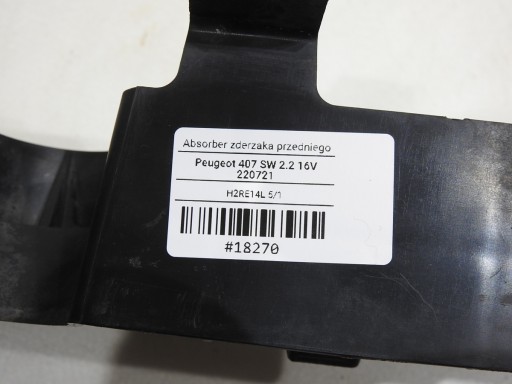 Absorber zderzaka przedniego
Peugeot 407 SW 2.2 16V
220721
H2RE14L 5/1
#18270